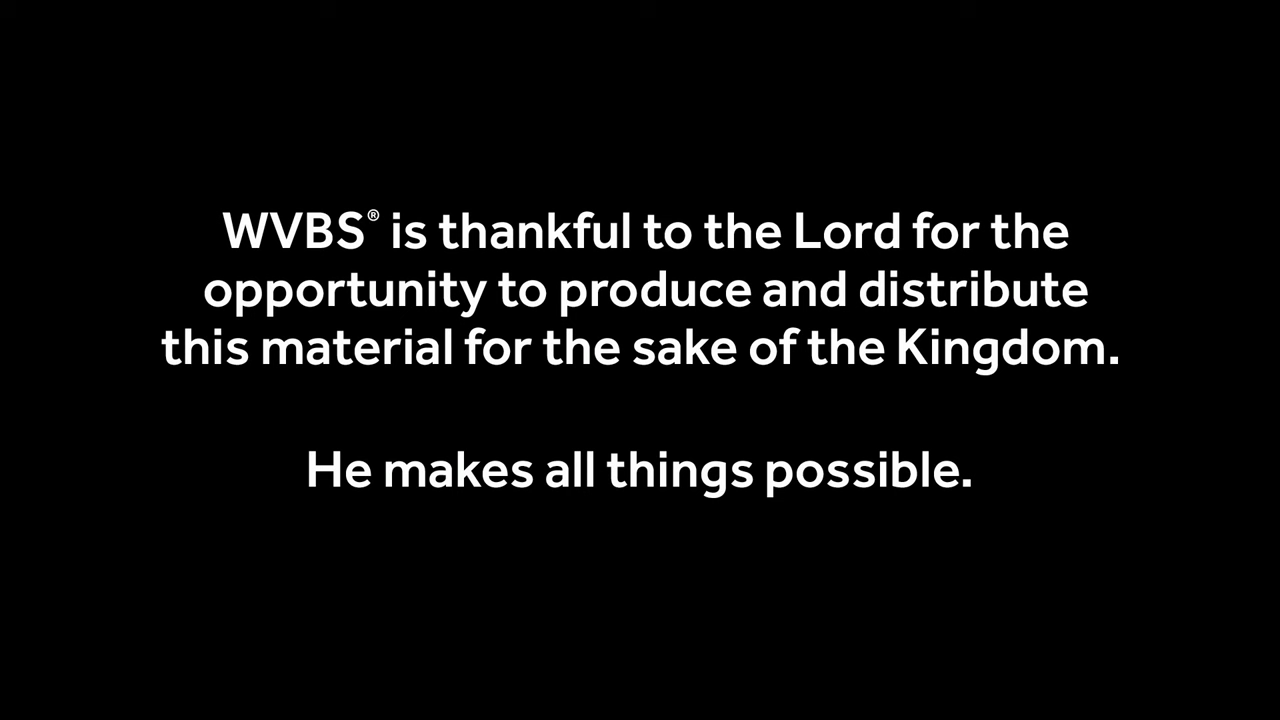 WVBS® is thankful to the Lord for the
opportunity to produce and distribute
this material for the sake of the Kingdom.
He makes all things possible.